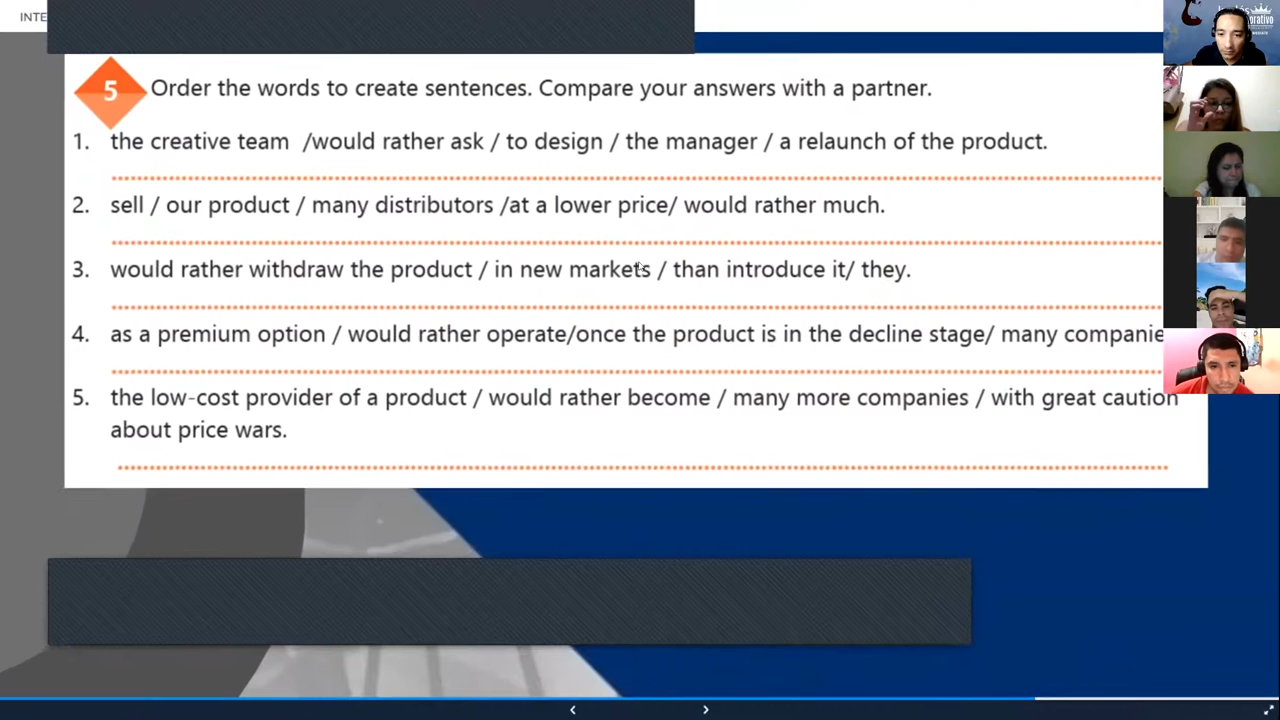 INTE
5 Order the words to create sentences. Compare your answers with a partner.
1. the creative team /would rather ask / to design / the manager / a relaunch of the product.
2. sell / our product / many distributors /at a lower price/ would rather much.
3. would rather withdraw the product / in new markets / than introduce it/ they.
4. as a premium option / would rather operate/once the product is in the decline stage/ many companie
5. the low-cost provider of a product / would rather become / many more companies / with great caution
about price wars.